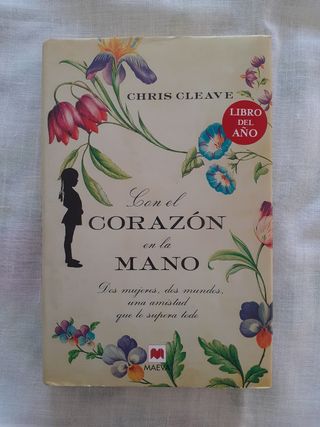 CHRIS CLEAVE
LIBRO
DEL
AÑO
Con el
CORAZÓN
en la
MANO
Dos mujeres, dos mundos,
una amistad
que lo supera todo
M
MAEVA